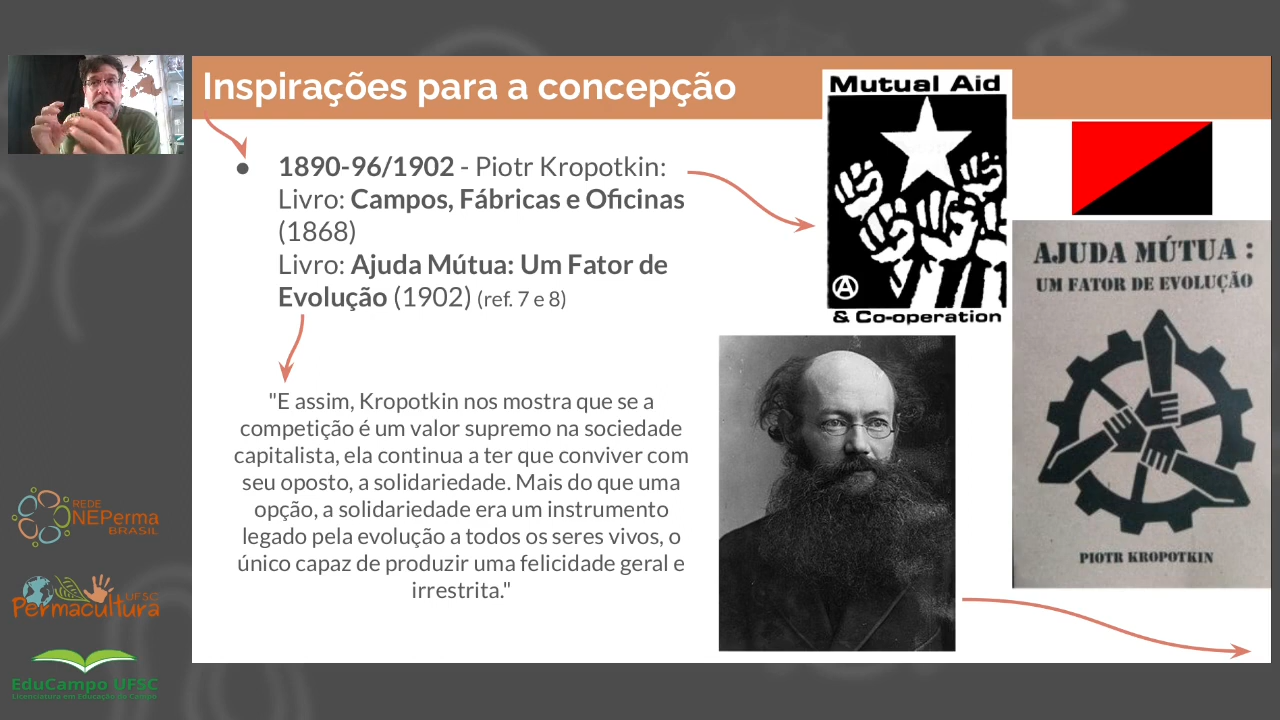 Inspirações para a concepção
● 1890-96/1902 - Piotr Kropotkin:
Livro: Campos, Fábricas e Oficinas
(1868)
Livro: Ajuda Mútua: Um Fator de
Evolução (1902) (ref. 7 e 8)
"E assim, Kropotkin nos mostra que se a
competição é um valor supremo na sociedade
capitalista, ela continua a ter que conviver com
seu oposto, a solidariedade. Mais do que uma
opção, a solidariedade era um instrumento
legado pela evolução a todos os seres vivos, o
único capaz de produzir uma felicidade geral e
irrestrita."
Mutual Aid
A
& Co-operation
AJUDA MÚTUA :
UM FATOR DE EVOLUÇÃO
PIOTR KROPOTKIN
REDE
NEPerma
BRASIL
UFSC
Permacultura
EduCampo UFSC
Licenciatura em Educação do Campo